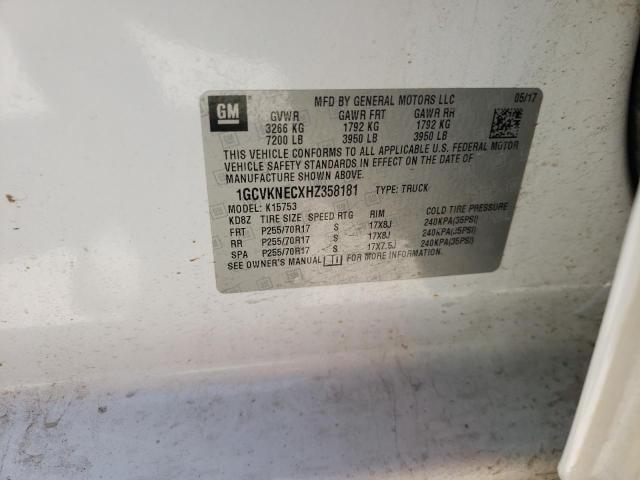 GM
MFD BY GENERAL MOTORS LLC 05/17
GVWR GAWR FRT GAWR RR
3266 KG 1792 KG 1792 KG
7200 LB 3950 LB 3950 LB
THIS VEHICLE CONFORMS TO ALL APPLICABLE U.S. FEDERAL MOTOR
VEHICLE SAFETY STANDARDS IN EFFECT ON THE DATE OF
MANUFACTURE SHOWN ABOVE.
1GCVKNECXHZ358181 TYPE: TRUCK
MODEL: K15753
KD8Z TIRE SIZE SPEED RTG RIM COLD TIRE PRESSURE
FRT P255/70R17 S 17X8J 240KPA(35PSI)
RR P255/70R17 S 17X8J 240KPA(35PSI)
SPA P255/70R17 S 17X7.5J 240KPA(35PSI)
SEE OWNER'S MANUAL FOR ADDITIONAL INFORMATION.